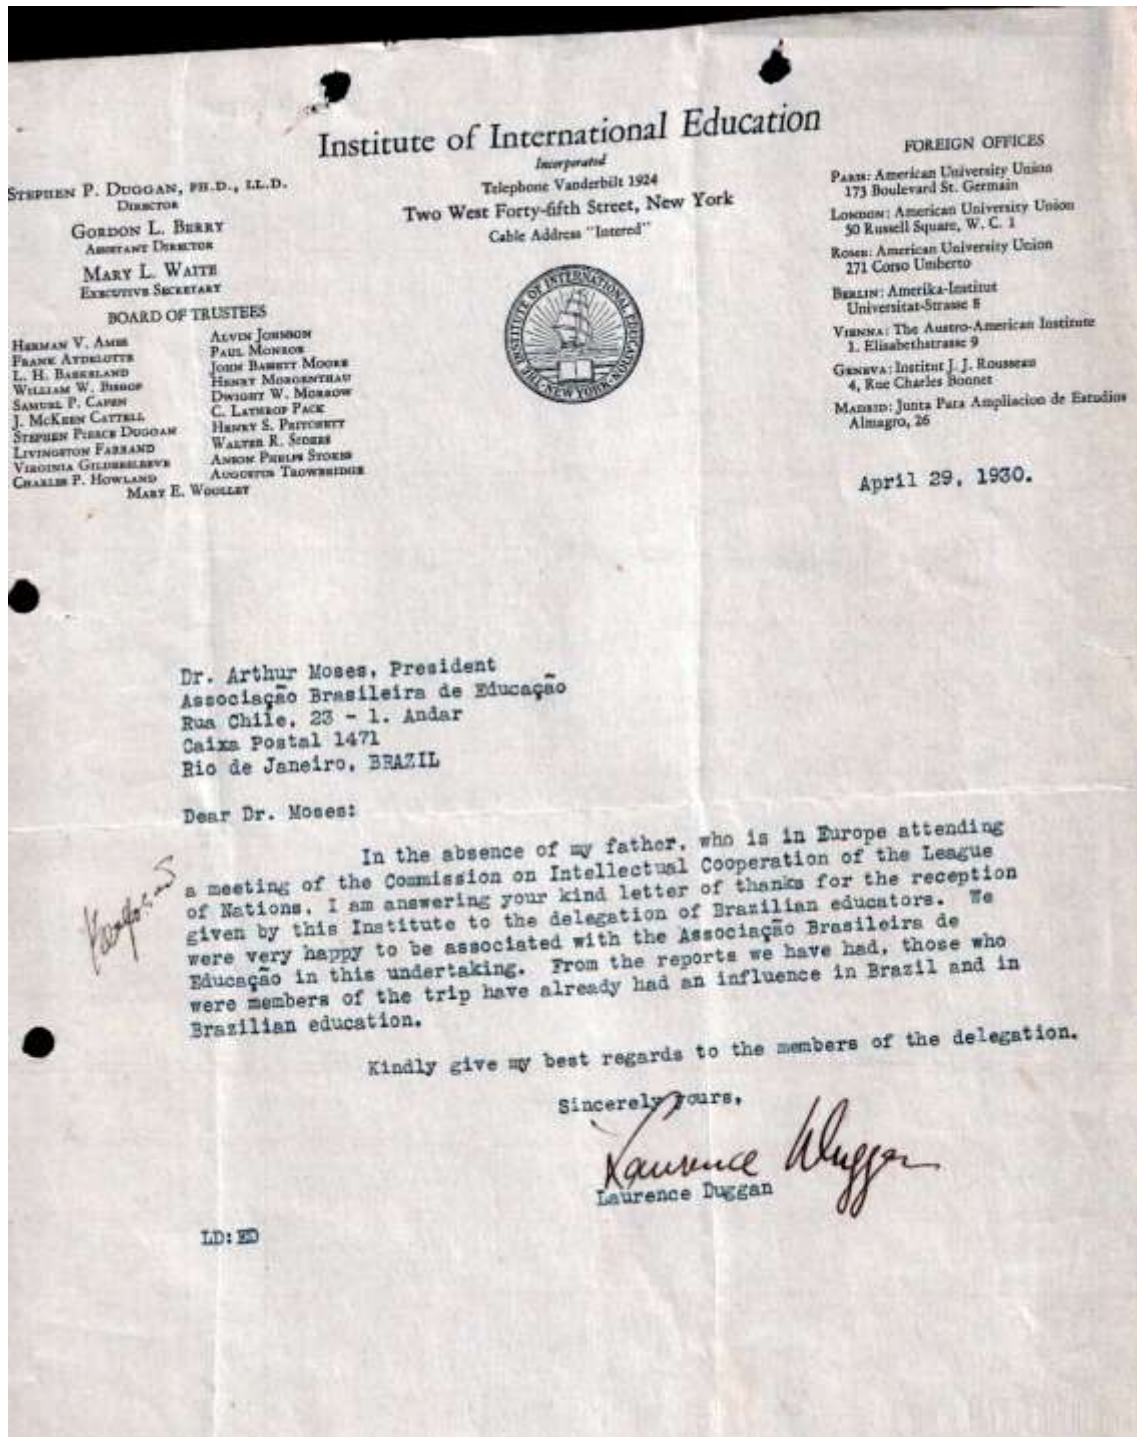 Institute of International Education
Incorporated
Telephone Vanderbilt 1924
Two West Forty-fifth Street, New York
Cable Address "Intered"
STEPHEN P. DUGGAN, PH.D., LL.D.
DIRECTOR
GORDON L. BERRY
ASSISTANT DIRECTOR
MARY L. WAITE
EXECUTIVE SECRETARY
BOARD OF TRUSTEES
HERMAN V. AMES
FRANK AYDELOTTE
L. H. BAEKELAND
WILLIAM W. BISHOP
SAMUEL P. CAPEN
J. MCKEEN CATTELL
STEPHEN PIERCE DUGGAN
LIVINGSTON FARRAND
VIRGINIA GILDERSLEEVE
CHARLES P. HOWLAND
ALVIN JOHNSON
PAUL MONROE
JOHN BASSETT MOORE
HENRY MORGENTHAU
DWIGHT W. MORROW
C. LATHROP PACK
HENRY S. PRITCHETT
WALTER R.
ANSON PHELPS STOKES
AUGUSTUS TROWBRIDGE
MARY E. WOOLLEY
THE INSTITUTE OF INTERNATIONAL EDUCATION
NEW YORK
FOREIGN OFFICES
PARIS: American University Union
173 Boulevard St. Germain
LONDON: American University Union
50 Russell Square, W. C. 1
ROME: American University Union
271 Corso Umberto
BERLIN: Amerika-Institut
Universitat-Strasse 8
VIENNA: The Austro-American Institute
1. Elisabethstrasse 9
GENEVA: Institut J. J. Rousseau
4, Rue Charles Bonnet
MADRID: Junta Para Ampliacion de Estudios
Almagro, 26
April 29, 1930.
Dr. Arthur Moses, President
Associação Brasileira de Educação
Rua Chile, 23 - 1. Andar
Caixa Postal 1471
Rio de Janeiro, BRAZIL
Dear Dr. Moses:
In the absence of my father, who is in Europe attending
a meeting of the Commission on Intellectual Cooperation of the League
of Nations, I am answering your kind letter of thanks for the reception
given by this Institute to the delegation of Brazilian educators. We
were very happy to be associated with the Associação Brasileira de
Educação in this undertaking. From the reports we have had, those who
were members of the trip have already had an influence in Brazil and in
Brazilian education.
Kindly give my best regards to the members of the delegation.
Sincerely yours,
Laurence Duggan
Laurence Duggan
LD:ED